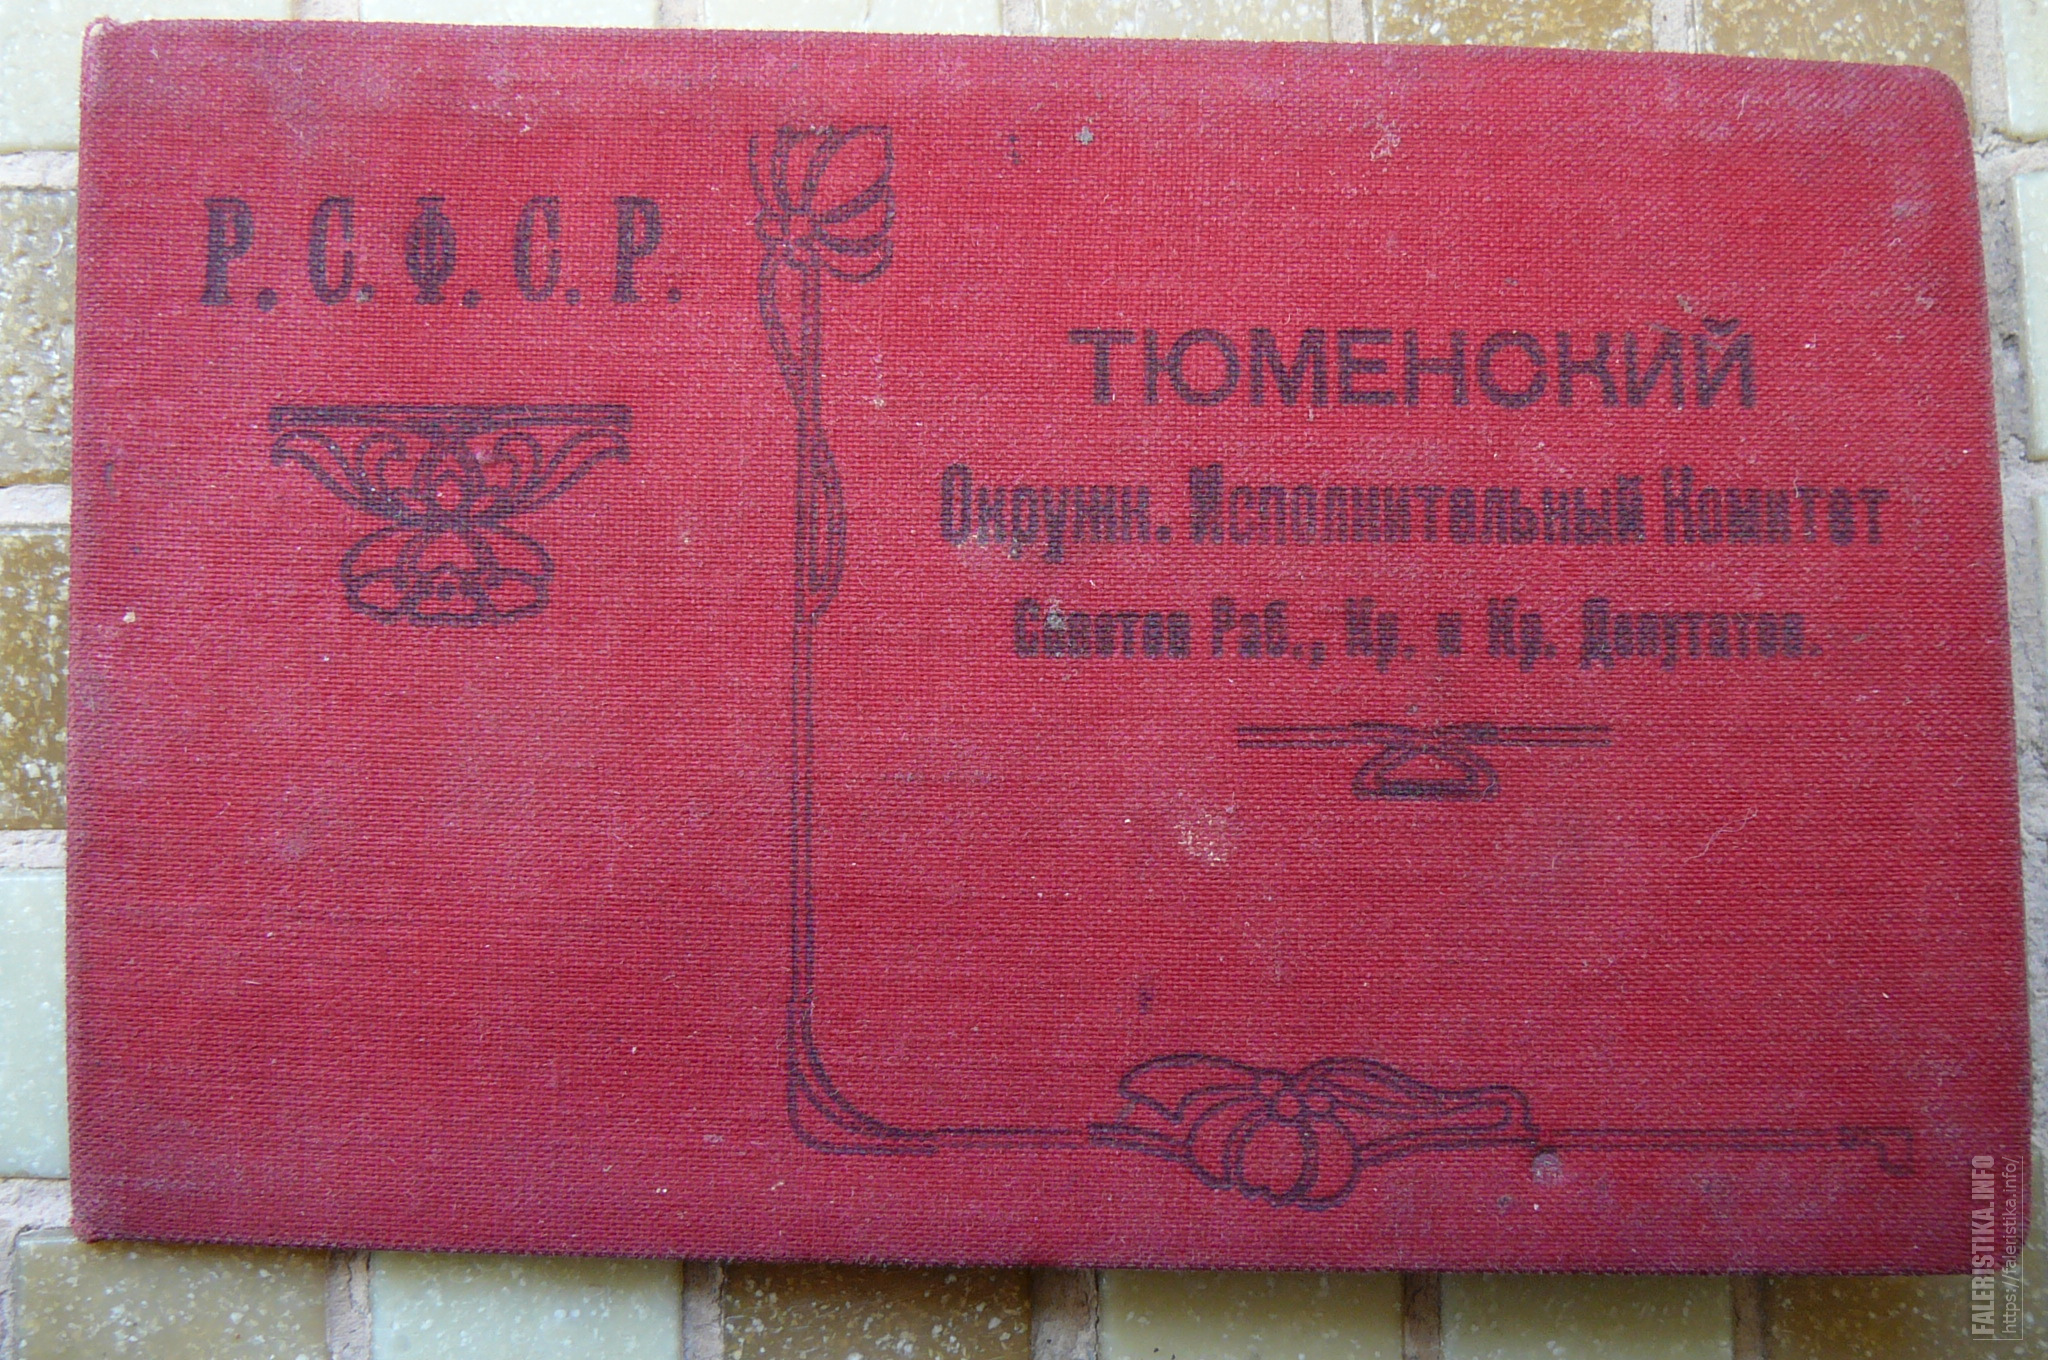 Р. С. Ф. С. Р.
ТЮМЕНСКИЙ
Окружн. Исполнительный Комитет
Советов Раб., Кр. и Кр. Депутатов.
FALERISTIKA.INFO
https://faleristika.info/